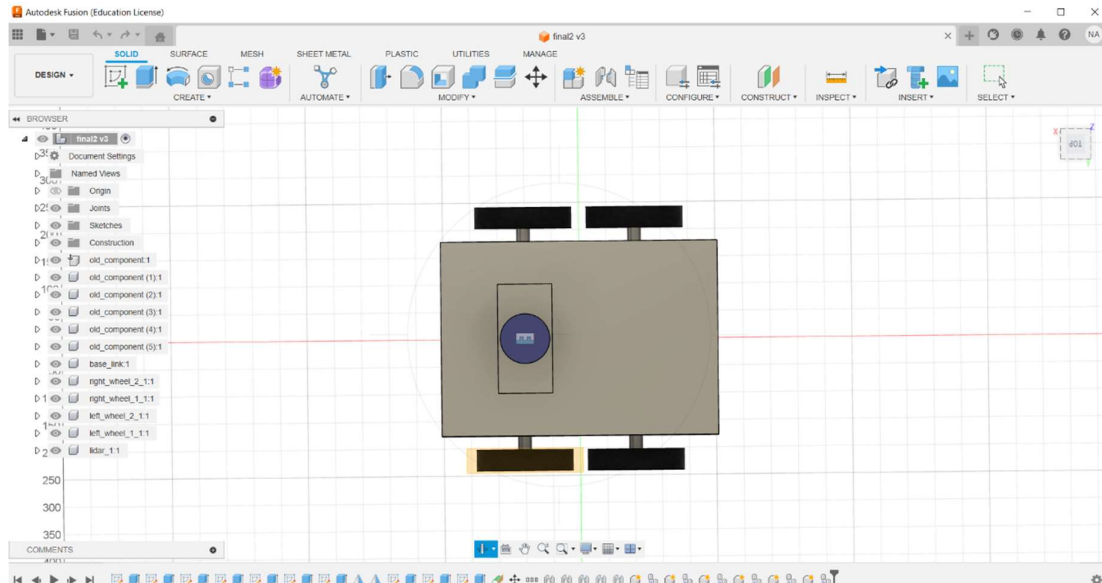 Autodesk Fusion (Education License)
final2 v3
NA
SOLID SURFACE MESH SHEET METAL PLASTIC UTILITIES MANAGE
DESIGN
CREATE AUTOMATE MODIFY ASSEMBLE CONFIGURE CONSTRUCT INSPECT INSERT SELECT
BROWSER
final2 v3
Document Settings
Named Views
Origin
Joints
Sketches
Construction
old_component:1
old_component (1):1
old_component (2):1
old_component (3):1
old_component (4):1
old_component (5):1
base_link:1
right_wheel_2_1:1
right_wheel_1_1:1
left_wheel_2_1:1
left_wheel_1_1:1
lidar_1:1
250
300
350
X
Z
TOP
COMMENTS